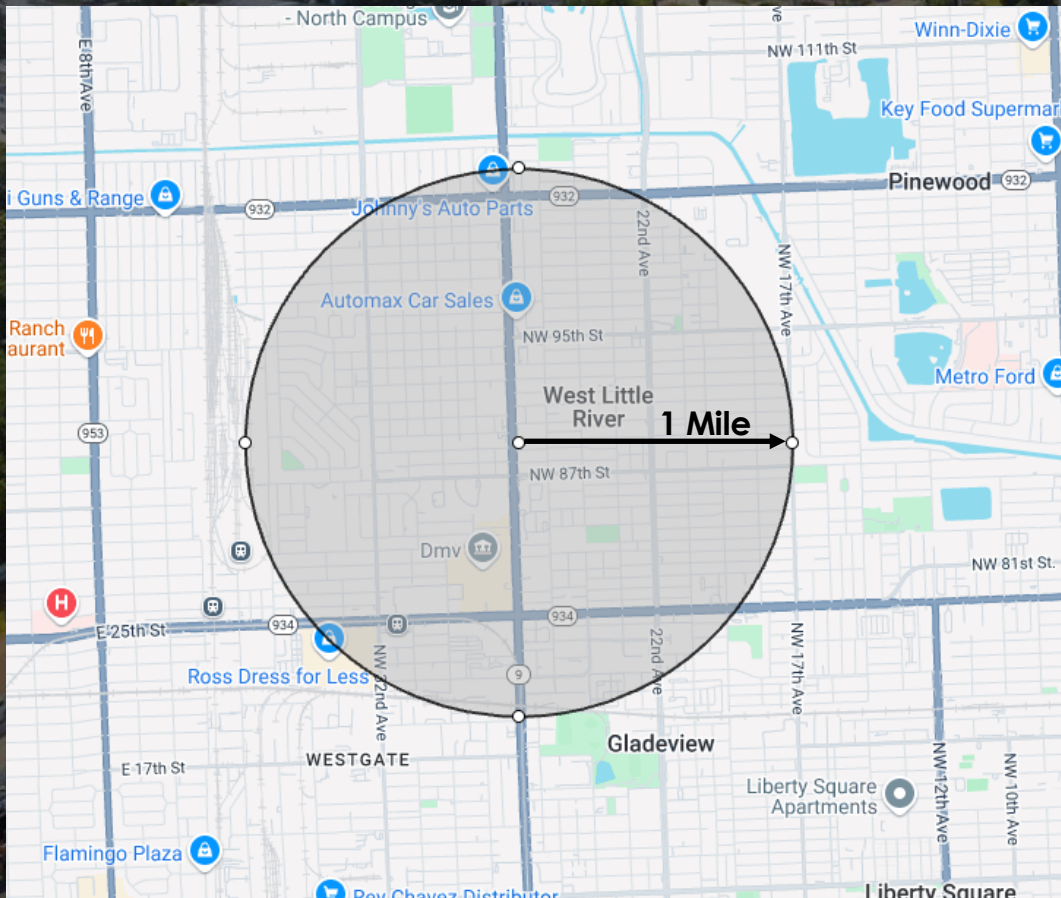 - North Campus
E 8th Ave
Winn-Dixie
NW 111th St
Key Food Supermar
Pinewood
932
i Guns & Range
932
932
Johnny's Auto Parts
22nd Ave
NW 17th Ave
Automax Car Sales
Ranch
aurant
NW 95th St
Metro Ford
West Little
River
1 Mile
953
NW 87th St
Dmv
NW 81st St.
H
934
934
E 25th St
NW 32nd Ave
22nd Ave
NW 17th Ave
Ross Dress for Less
9
Gladeview
WESTGATE
E 17th St
NW 12th Ave
NW 10th Ave
Liberty Square
Apartments
Flamingo Plaza
Rey Chavez Distributor
Liberty Square